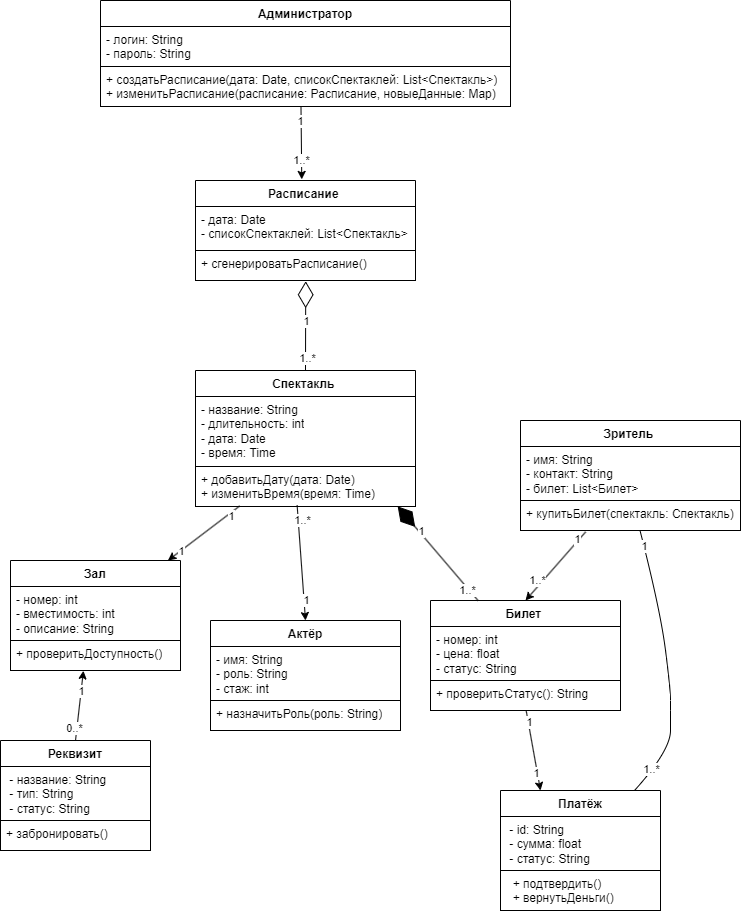 Администратор
- логин: String
- пароль: String
+ создатьРасписание(дата: Date, списокСпектаклей: List<Спектакль>)
+ изменитьРасписание(расписание: Расписание, новыеДанные: Map)
1
1..*
Расписание
- дата: Date
- списокСпектаклей: List<Спектакль>
+ сгенерироватьРасписание()
1
1..*
Спектакль
- название: String
- длительность: int
- дата: Date
- время: Time
+ добавитьДату(дата: Date)
+ изменитьВремя(время: Time)
Зритель
- имя: String
- контакт: String
- билет: List<Билет>
+ купитьБилет(спектакль: Спектакль)
1
1
1..*
1
1
1..*
1
1..*
1
1
Зал
- номер: int
- вместимость: int
- описание: String
+ проверитьДоступность()
Актёр
- имя: String
- роль: String
- стаж: int
+ назначитьРоль(роль: String)
Билет
- номер: int
- цена: float
- статус: String
+ проверитьСтатус(): String
1
0..*
1
1
1..*
Реквизит
- название: String
- тип: String
- статус: String
+ забронировать()
Платёж
- id: String
- сумма: float
- статус: String
+ подтвердить()
+ вернутьДеньги()